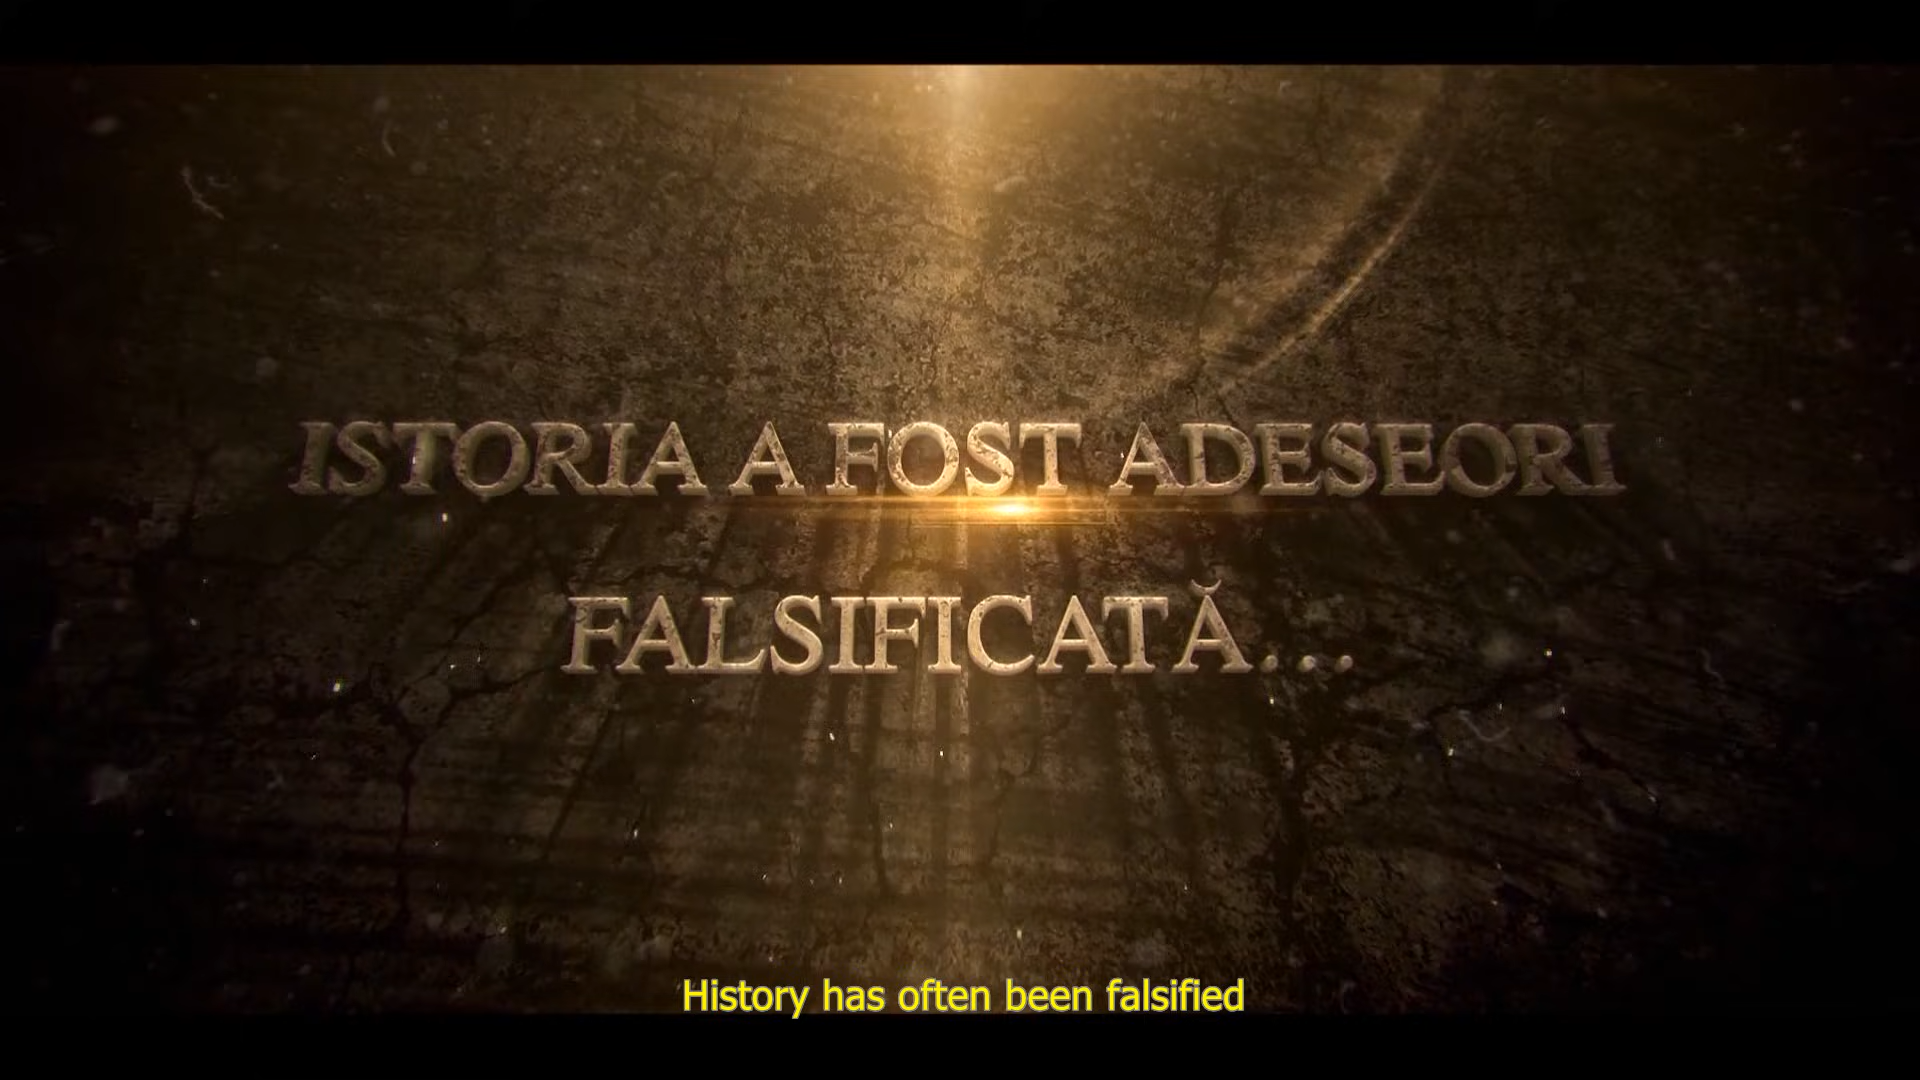 ISTORIA A FOST ADESEORI
FALSIFICATĂ...
History has often been falsified